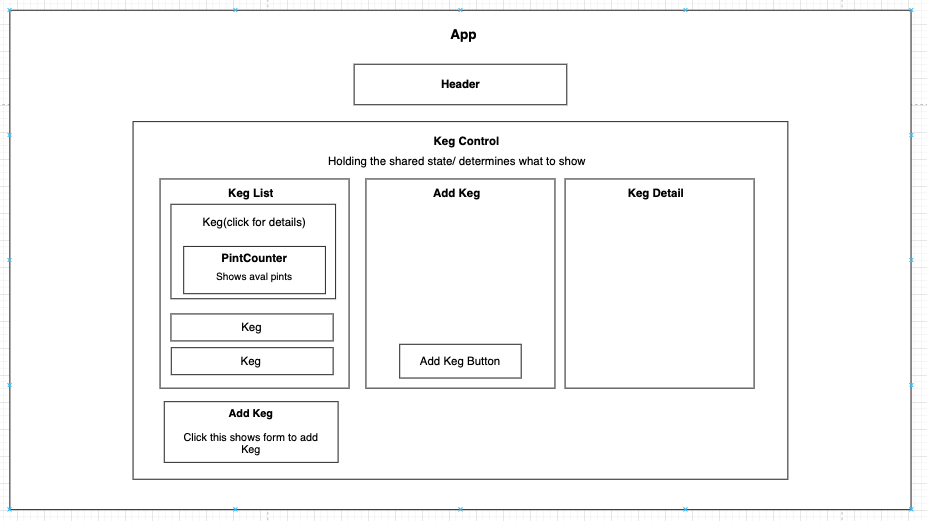 App
Header
Keg Control
Holding the shared state/ determines what to show
Keg List
Keg(click for details)
PintCounter
Shows aval pints
Keg
Keg
Add Keg
Add Keg Button
Keg Detail
Add Keg
Click this shows form to add
Keg